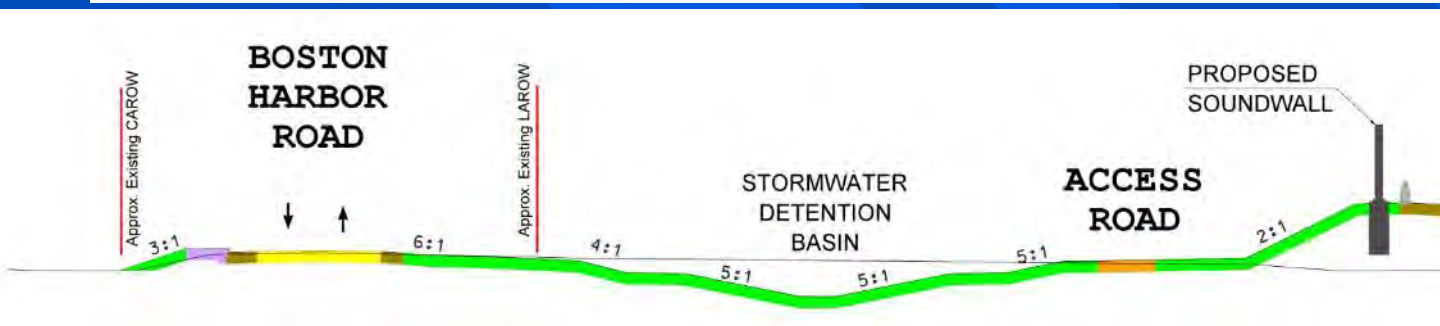 Approx. Existing CAROW
BOSTON
HARBOR
ROAD
Approx. Existing LAROW
STORMWATER
DETENTION
BASIN
ACCESS
ROAD
PROPOSED
SOUNDWALL
3:1
6:1
4:1
5:1
5:1
5:1
2:1